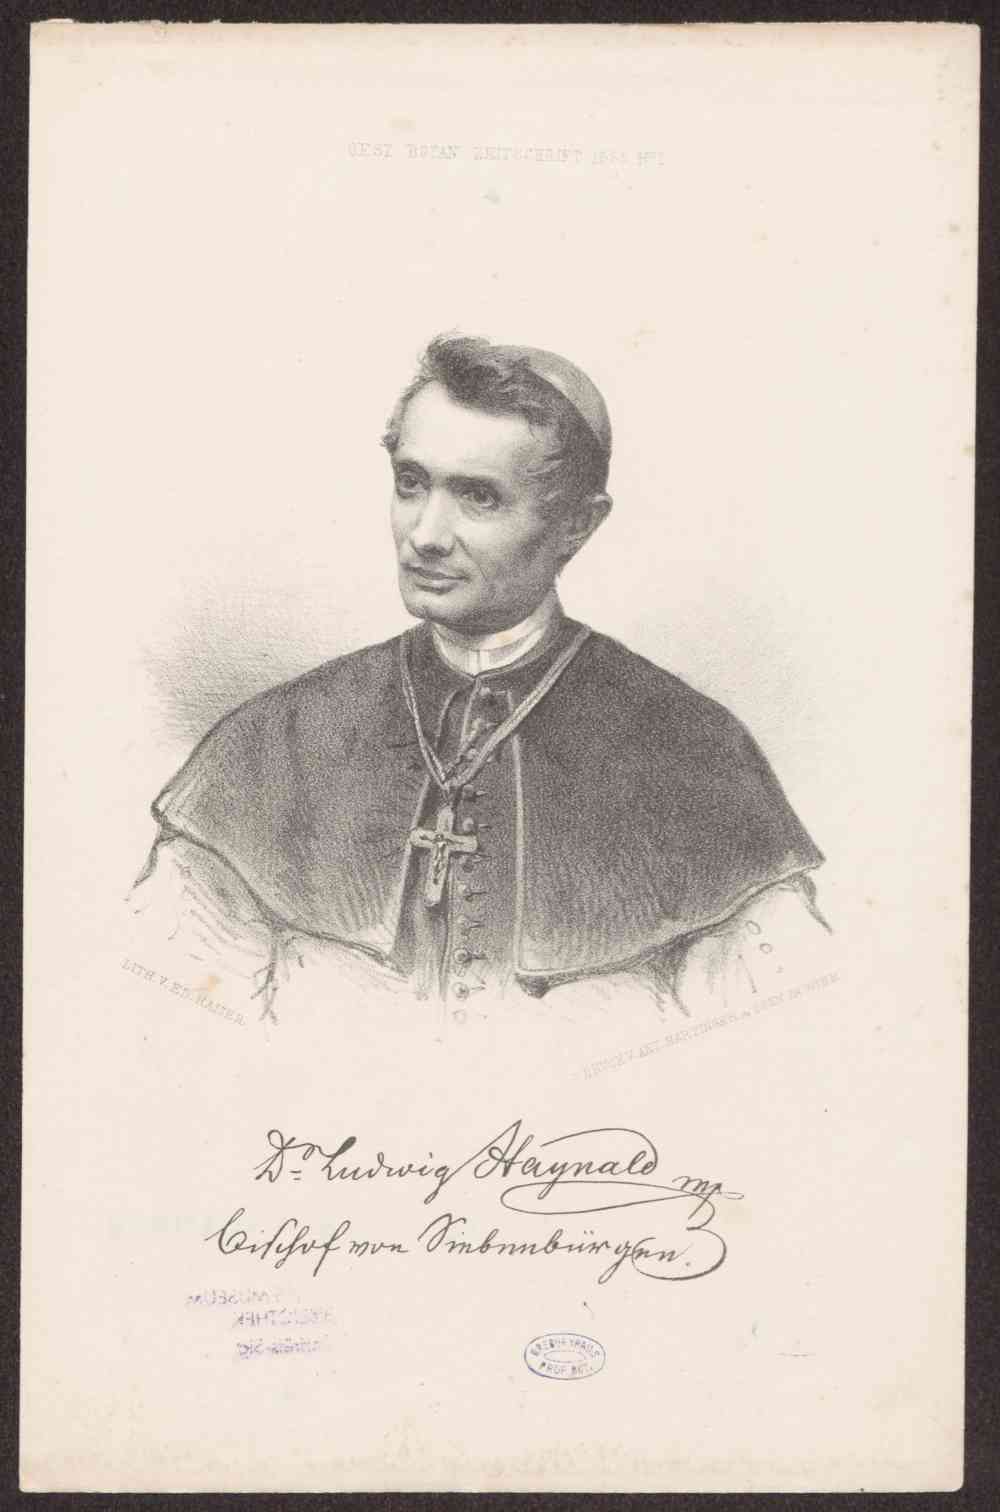 OEST. BOTAN. ZEITSCHRIFT
LITH. V. ED. KAISER.
DRUCK V. ANT. HARTINGER & SOHN IN WIEN.
Dr. Ludwig Haynald mp
Bischof von Siebenbürgen.
MUSEUM